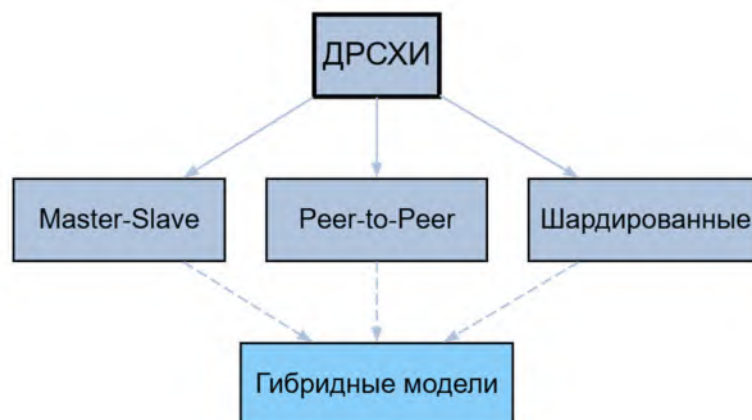 ДРСХИ
Master-Slave
Peer-to-Peer
Шардированные
Гибридные модели